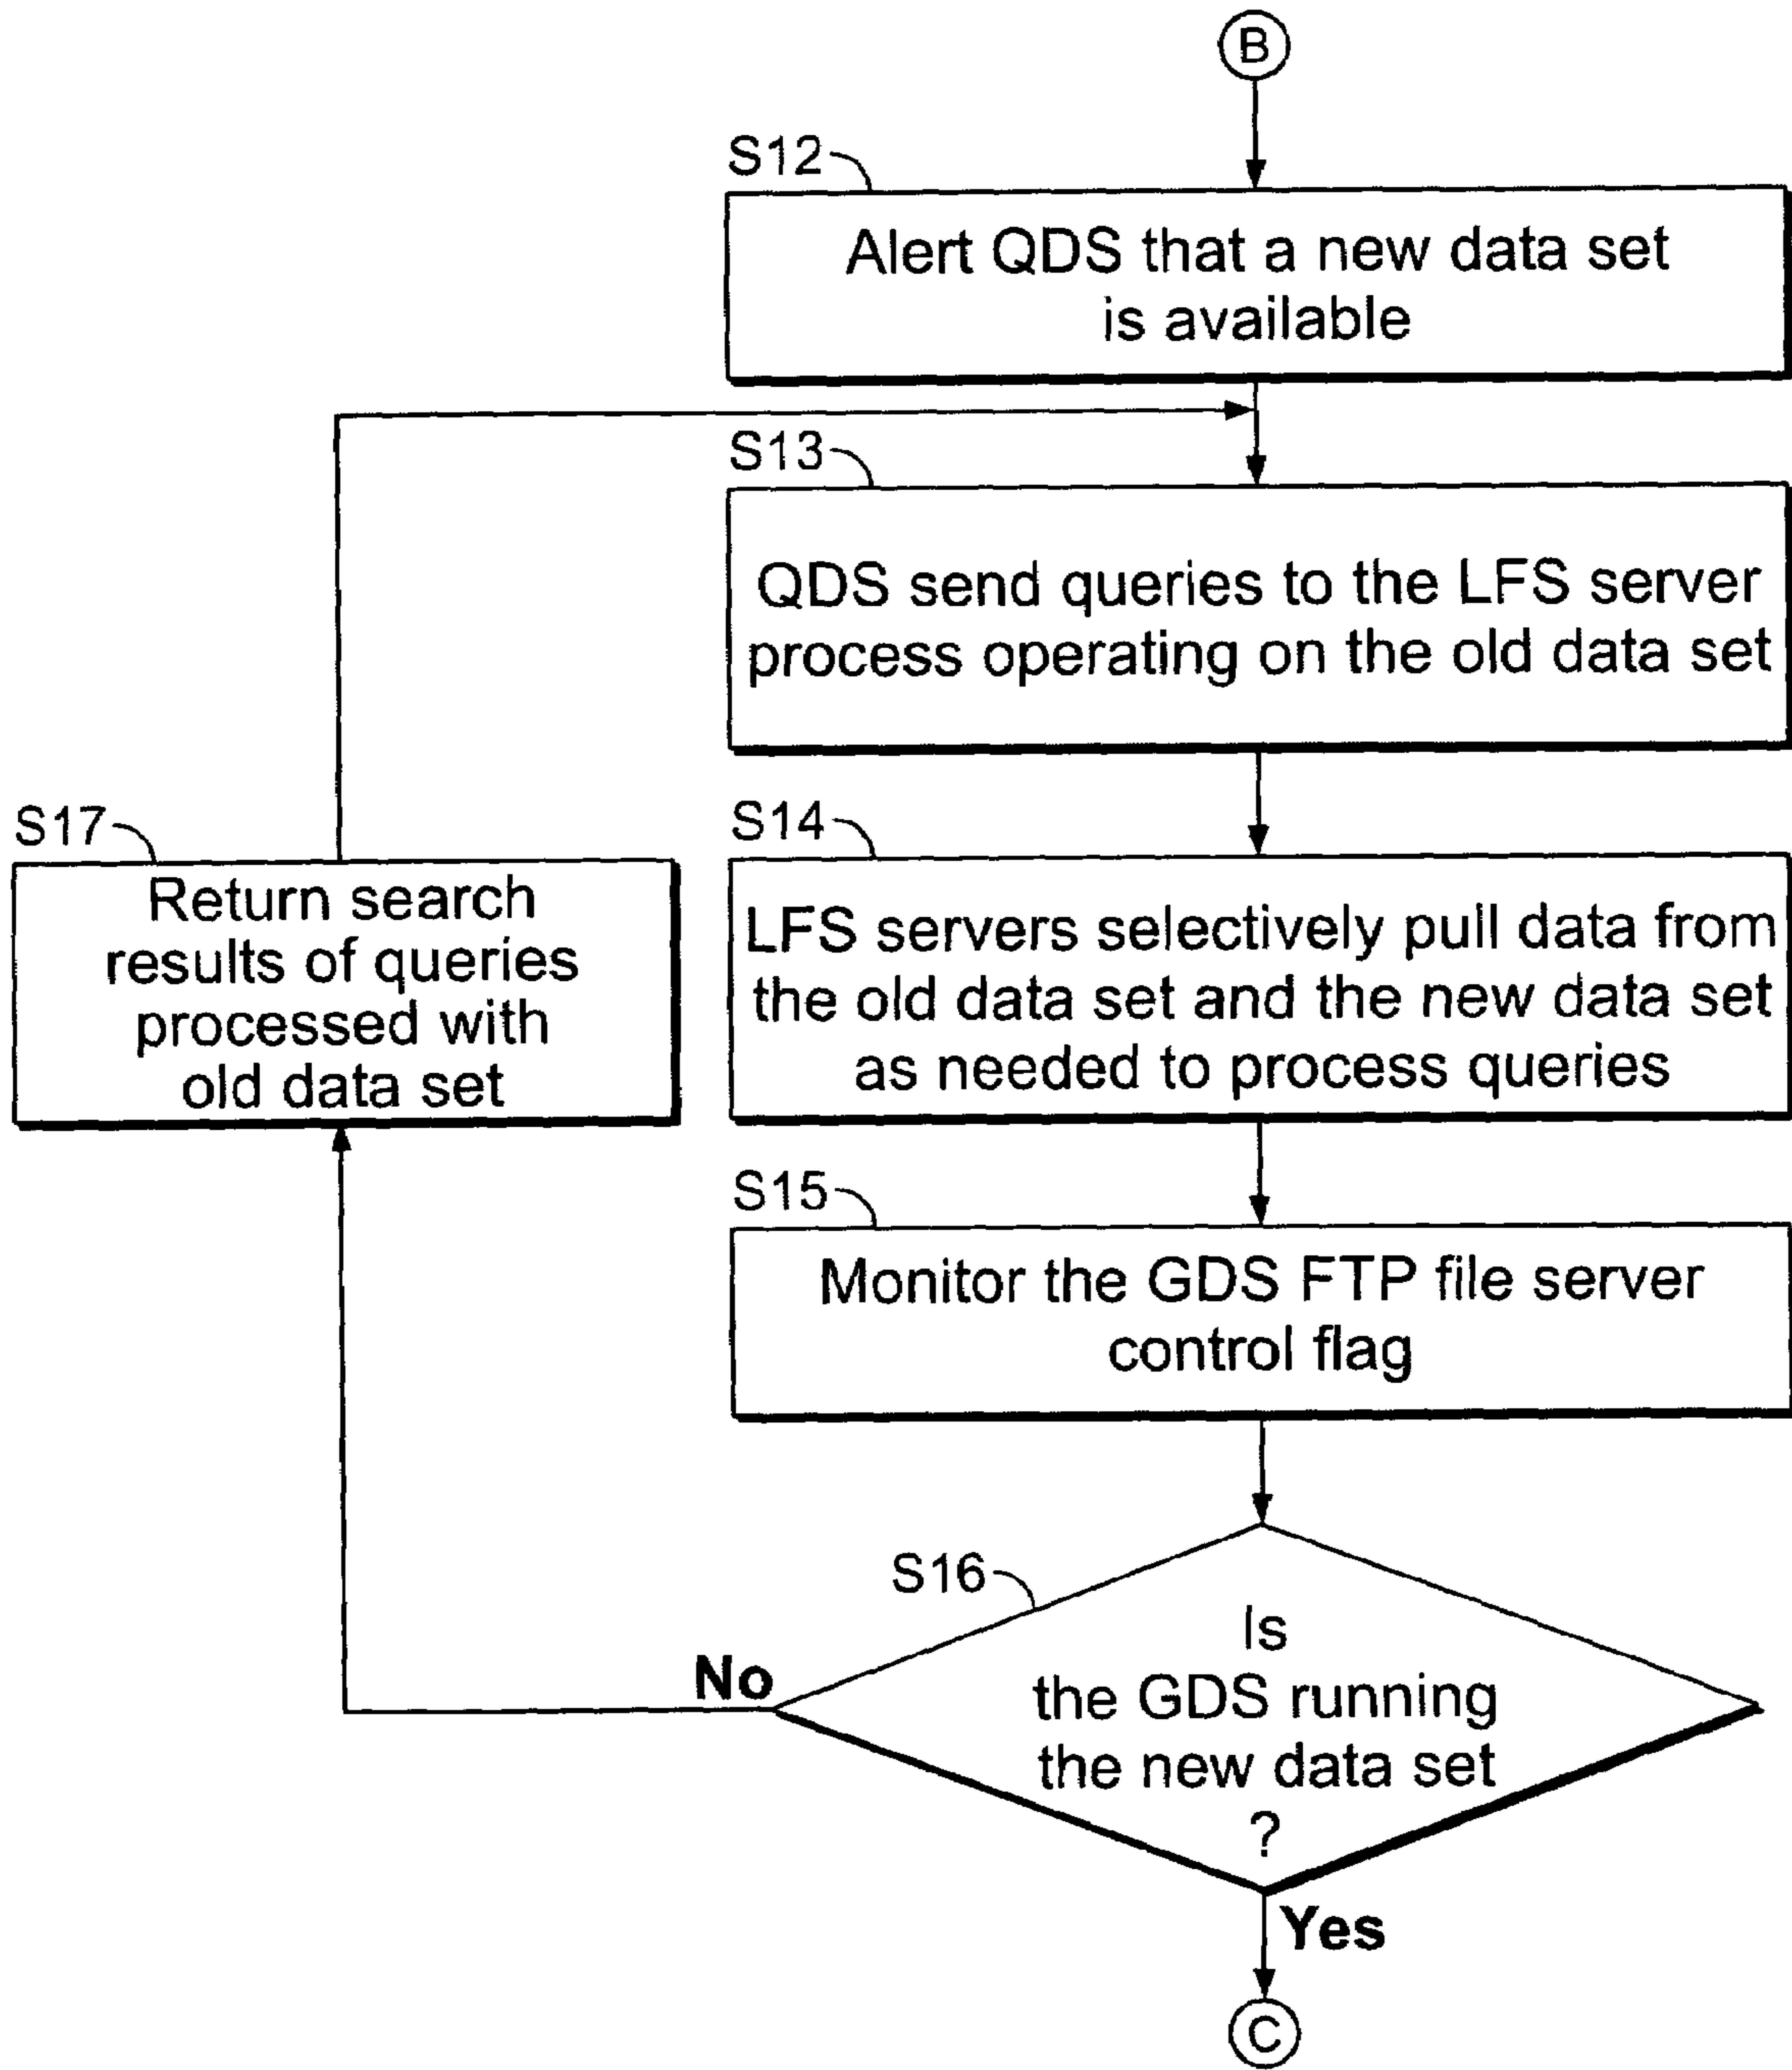 B
S12
Alert QDS that a new data set
is available
S13
QDS send queries to the LFS server
process operating on the old data set
S14
LFS servers selectively pull data from
the old data set and the new data set
as needed to process queries
S17
Return search
results of queries
processed with
old data set
S15
Monitor the GDS FTP file server
control flag
S16
Is
the GDS running
the new data set
?
No
Yes
C